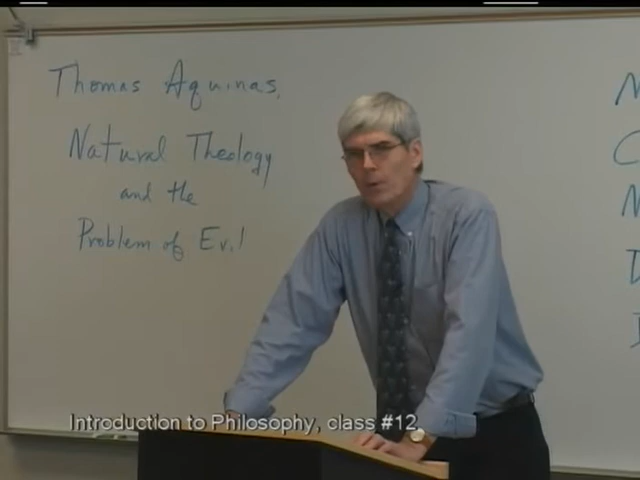 Thomas Aquinas,
Natural Theology
and the
Problem of Evil
Introduction to Philosophy, class #12.